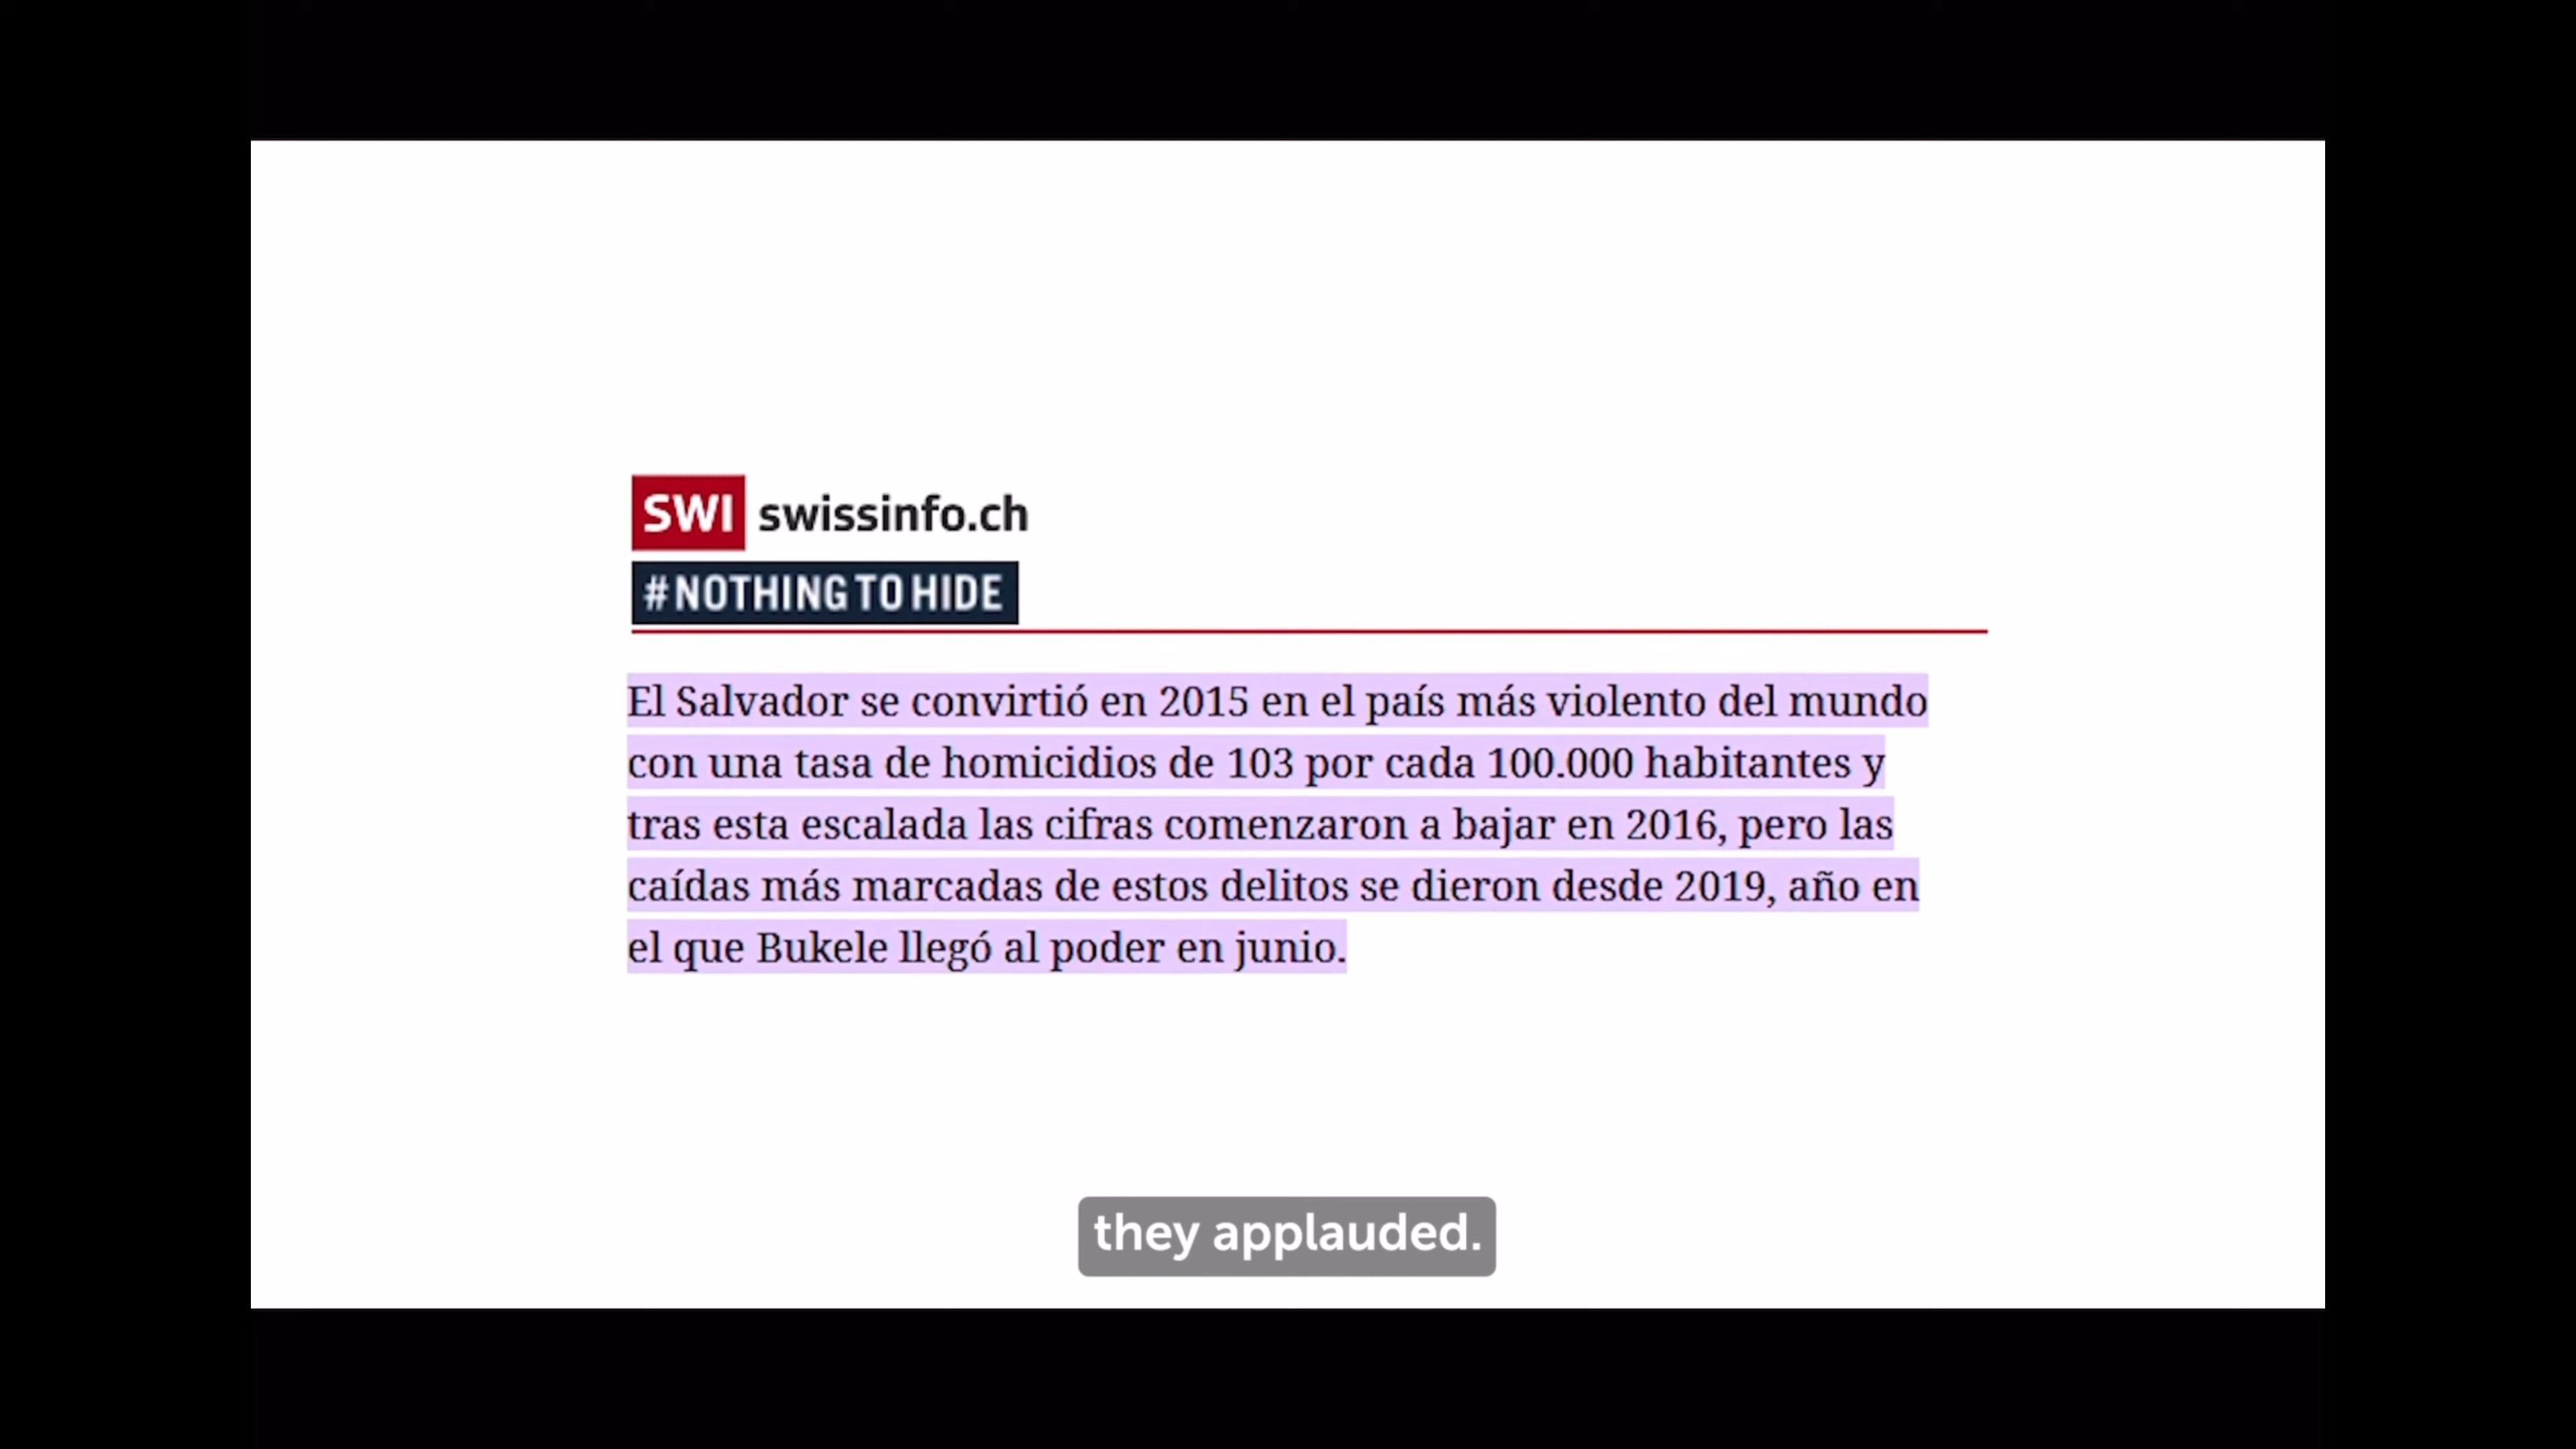 SWI swissinfo.ch
#NOTHING TO HIDE
El Salvador se convirtió en 2015 en el país más violento del mundo
con una tasa de homicidios de 103 por cada 100.000 habitantes y
tras esta escalada las cifras comenzaron a bajar en 2016, pero las
caídas más marcadas de estos delitos se dieron desde 2019, año en
el que Bukele llegó al poder en junio.
they applauded.